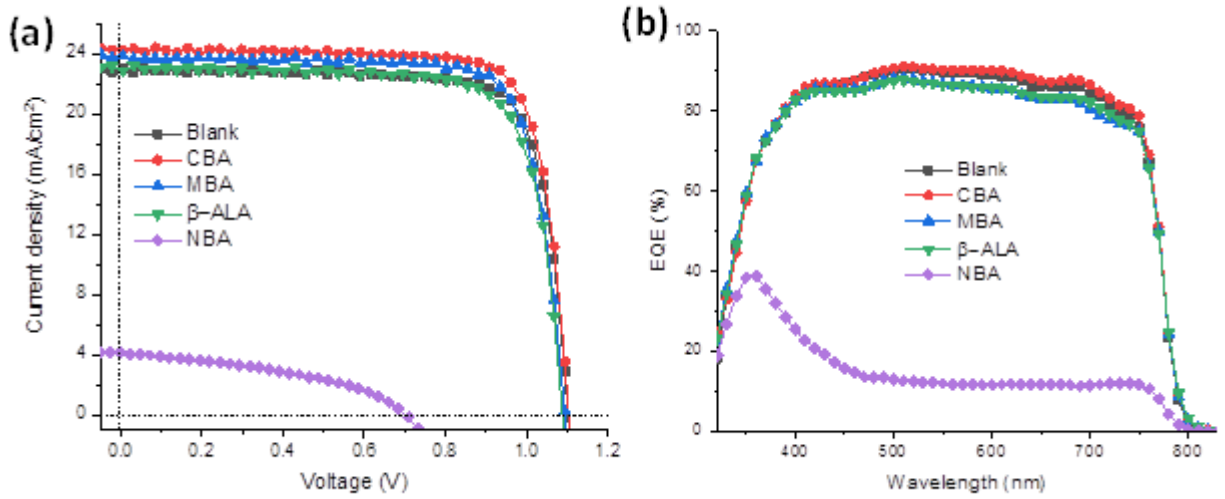 (a)
24
20
16
12
8
4
0
Current density (mA/cm²)
Blank
CBA
MBA
β–ALA
NBA
0.0 0.2 0.4 0.6 0.8 1.0 1.2
Voltage (V)
(b)
100
80
60
40
20
0
EQE (%)
Blank
CBA
MBA
β–ALA
NBA
400 500 600 700 800
Wavelength (nm)